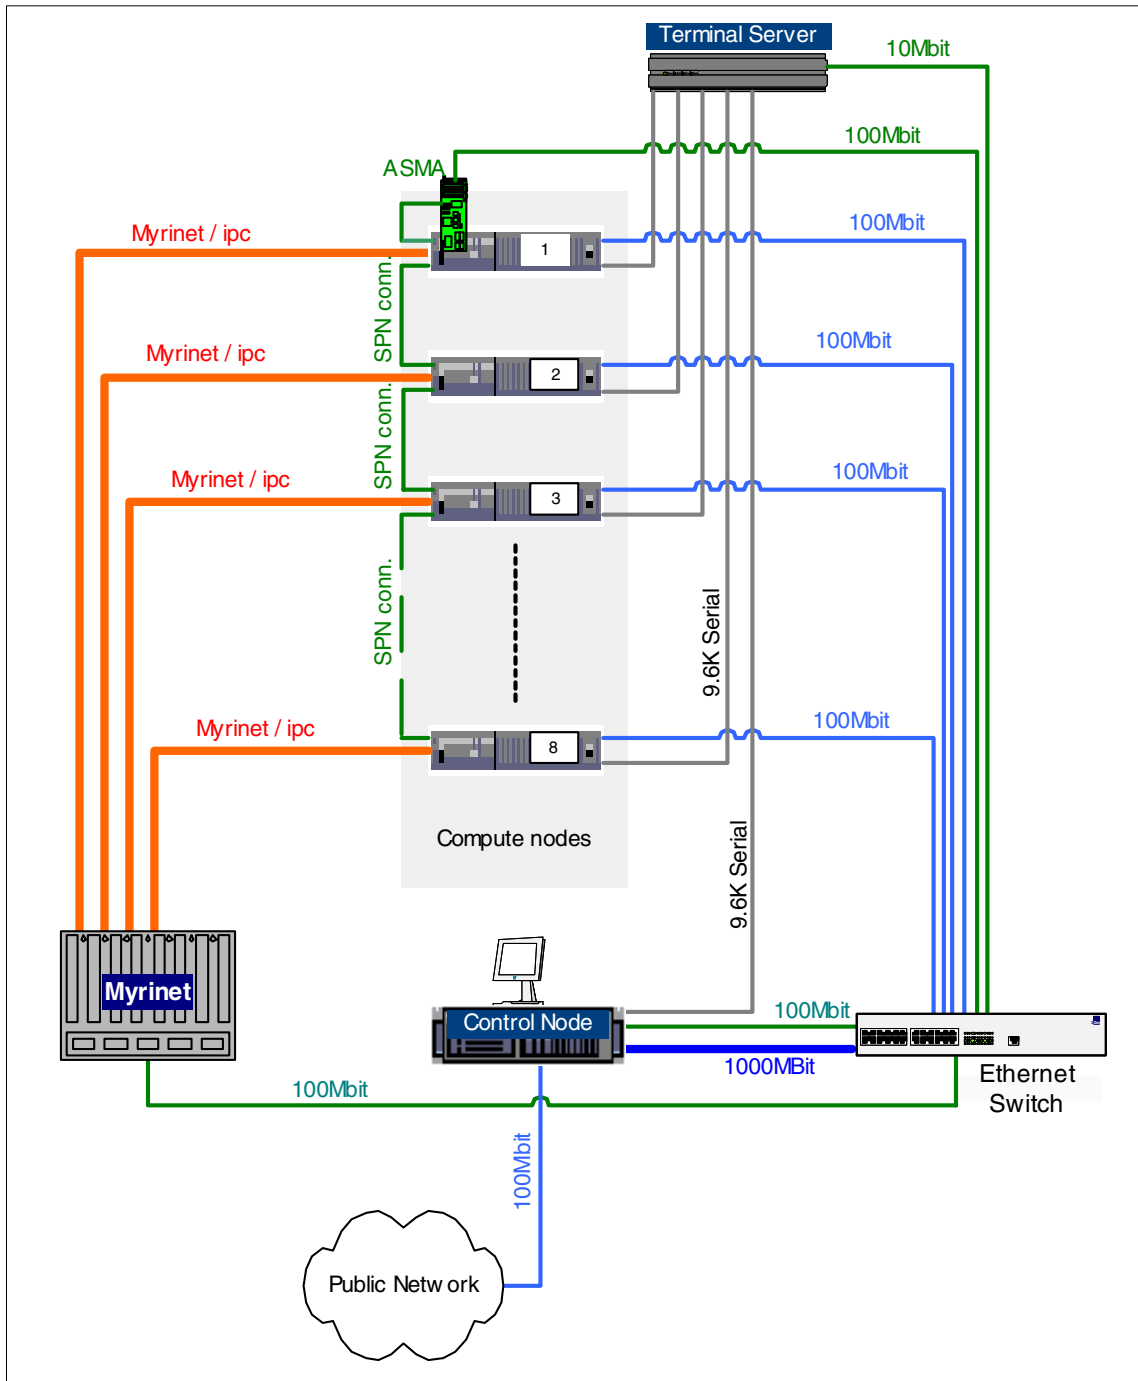 Terminal Server
10Mbit
100Mbit
ASMA
Myrinet / ipc
1
100Mbit
SPN conn.
Myrinet / ipc
2
100Mbit
SPN conn.
Myrinet / ipc
3
100Mbit
SPN conn.
9.6K Serial
Myrinet / ipc
8
100Mbit
Compute nodes
9.6K Serial
Myrinet
Control Node
100Mbit
1000MBit
Ethernet
Switch
100Mbit
100Mbit
Public Network